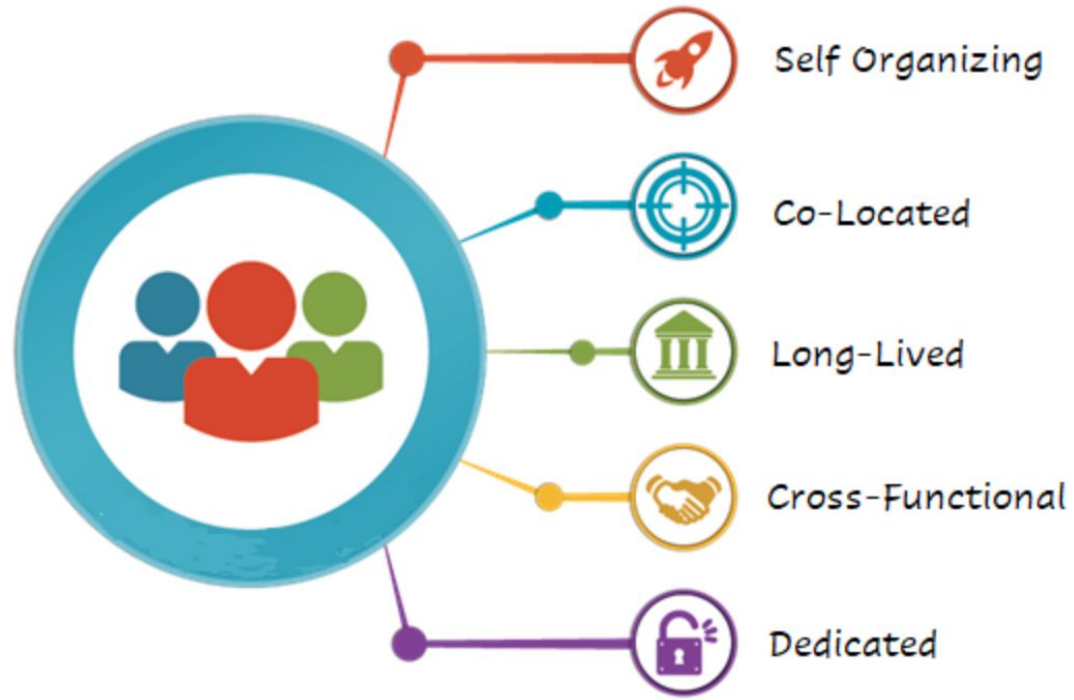 Self Organizing
Co-Located
Long-Lived
Cross-Functional
Dedicated